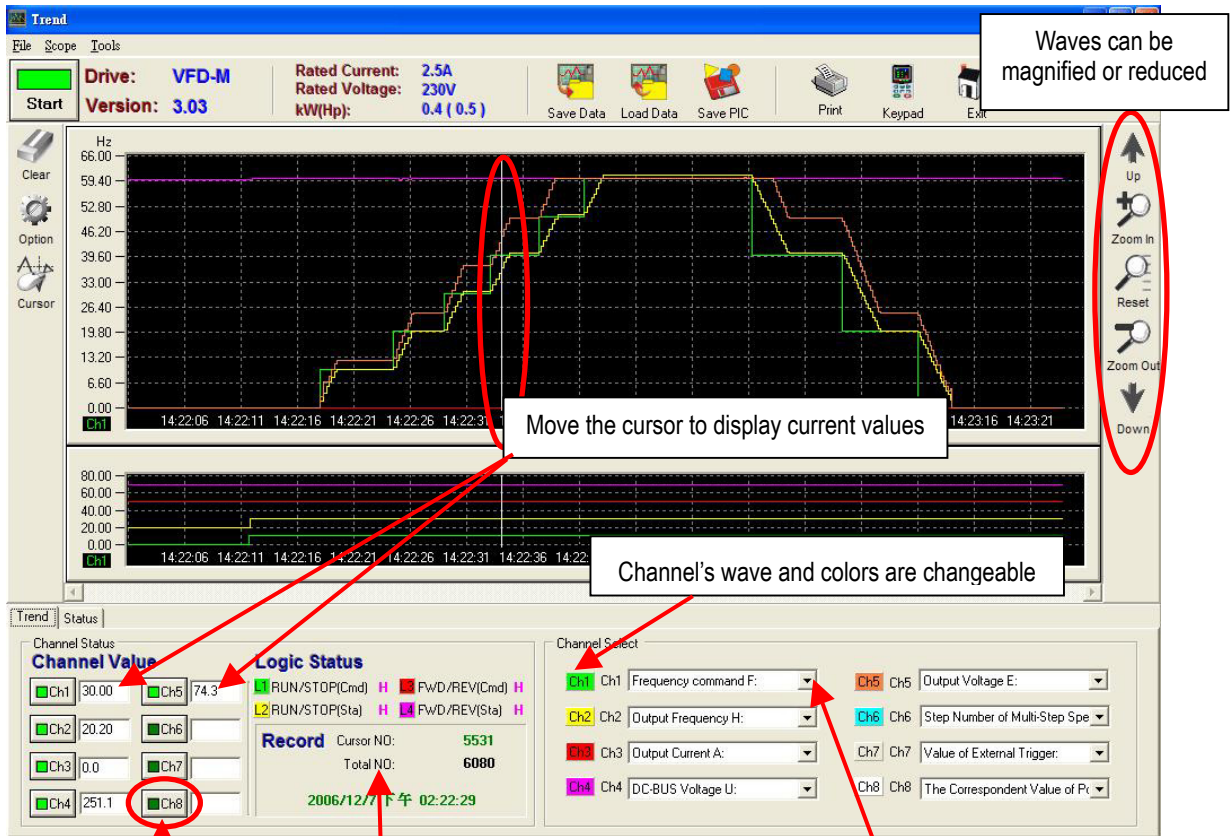 Trend
File Scope Tools
Waves can be
magnified or reduced
Start
Drive: VFD-M
Version: 3.03
Rated Current: 2.5A
Rated Voltage: 230V
kW(Hp): 0.4 ( 0.5 )
Save Data Load Data Save PIC Print Keypad Exit
Clear
Option
Cursor
Hz
66.00
59.40
52.80
46.20
39.60
33.00
26.40
19.80
13.20
6.60
0.00
Ch1 14:22:06 14:22:11 14:22:16 14:22:21 14:22:26 14:22:31 14:23:16 14:23:21
Up
Zoom In
Reset
Zoom Out
Down
Move the cursor to display current values
80.00
60.00
40.00
20.00
0.00
Ch1 14:22:06 14:22:11 14:22:16 14:22:21 14:22:26 14:22:31 14:22:36 14:22:
Channel's wave and colors are changeable
Trend Status
Channel Status
Channel Value
Ch1 30.00 Ch5 74.3
Ch2 20.20 Ch6
Ch3 0.0 Ch7
Ch4 251.1 Ch8
Logic Status
L1 RUN/STOP(Cmd) H L3 FWD/REV(Cmd) H
L2 RUN/STOP(Sta) H L4 FWD/REV(Sta) H
Record Cursor NO: 5531
Total NO: 6080
2006/12/7 下午 02:22:29
Channel Select
Ch1 Ch1 Frequency command F: Ch5 Ch5 Output Voltage E:
Ch2 Ch2 Output Frequency H: Ch6 Ch6 Step Number of Multi-Step Spe
Ch3 Ch3 Output Current A: Ch7 Ch7 Value of External Trigger:
Ch4 Ch4 DC-BUS Voltage U: Ch8 Ch8 The Correspondent Value of Po